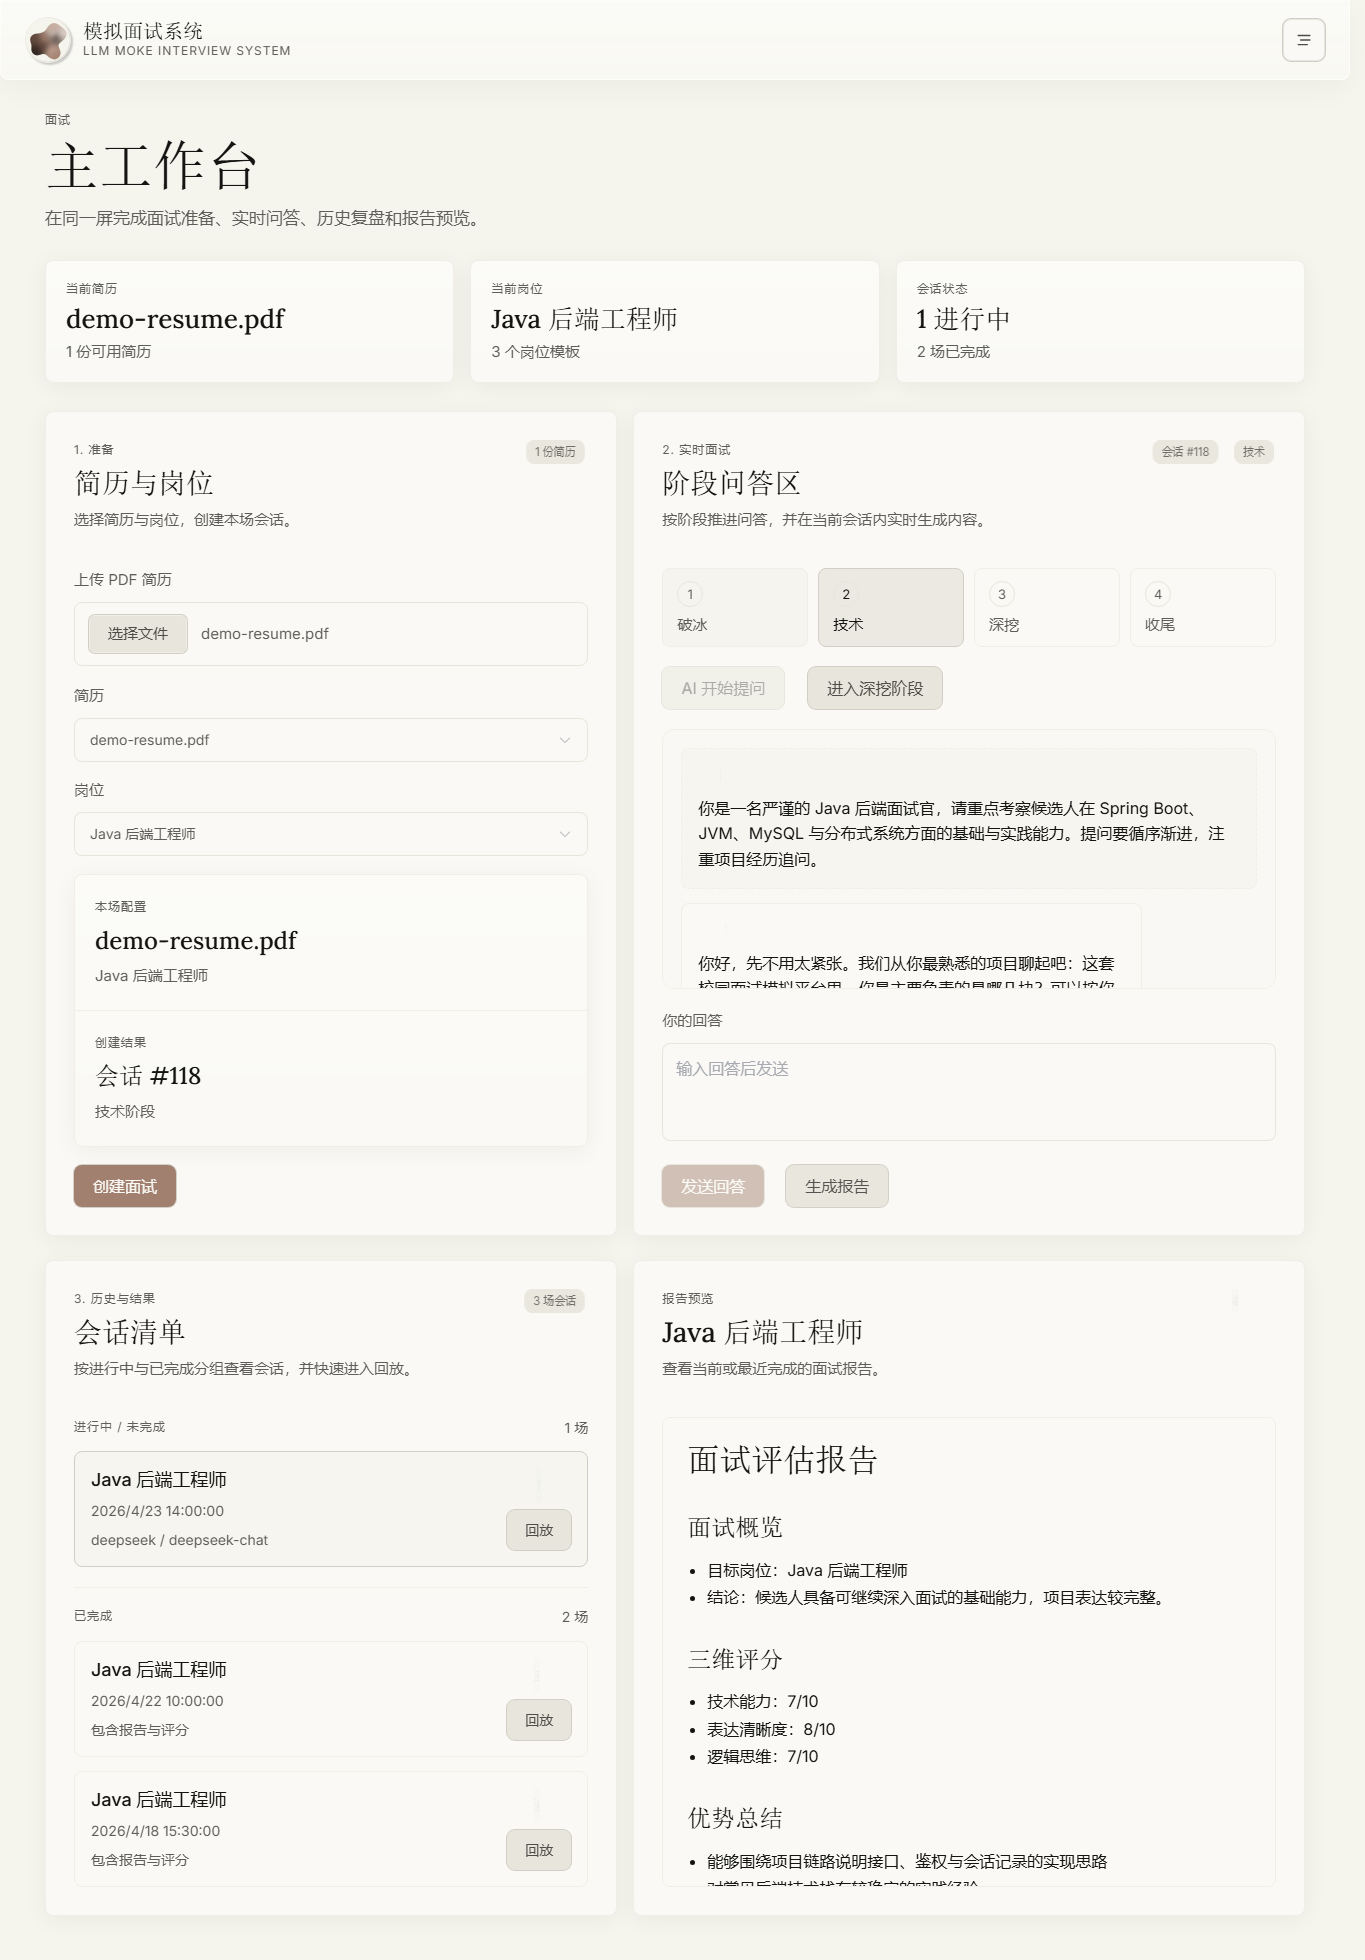 模拟面试系统
LLM MOKE INTERVIEW SYSTEM
面试
主工作台
在同一屏完成面试准备、实时问答、历史复盘和报告预览。
当前简历
demo-resume.pdf
1 份可用简历
当前岗位
Java 后端工程师
3 个岗位模板
会话状态
1 进行中
2 场已完成
1. 准备
1 份简历
简历与岗位
选择简历与岗位，创建本场会话。
上传 PDF 简历
选择文件
demo-resume.pdf
简历
demo-resume.pdf
岗位
Java 后端工程师
本场配置
demo-resume.pdf
Java 后端工程师
创建结果
会话 #118
技术阶段
创建面试
2. 实时面试
会话 #118
技术
阶段问答区
按阶段推进问答，并在当前会话内实时生成内容。
1
破冰
2
技术
3
深挖
4
收尾
AI 开始提问
进入深挖阶段
你是一名严谨的 Java 后端面试官，请重点考察候选人在 Spring Boot、
JVM、MySQL 与分布式系统方面的基础与实践能力。提问要循序渐进，注
重项目经历追问。
你好，先不用太紧张。我们从你最熟悉的项目聊起吧：这套
校园面试模拟平台里，你是主要负责的是哪几块？可以按你
你的回答
输入回答后发送
发送回答
生成报告
3. 历史与结果
3 场会话
会话清单
按进行中与已完成分组查看会话，并快速进入回放。
进行中 / 未完成
1 场
Java 后端工程师
2026/4/23 14:00:00
deepseek / deepseek-chat
回放
已完成
2 场
Java 后端工程师
2026/4/22 10:00:00
包含报告与评分
回放
Java 后端工程师
2026/4/18 15:30:00
包含报告与评分
回放
报告预览
Java 后端工程师
查看当前或最近完成的面试报告。
面试评估报告
面试概览
目标岗位：Java 后端工程师
结论：候选人具备可继续深入面试的基础能力，项目表达较完整。
三维评分
技术能力：7/10
表达清晰度：8/10
逻辑思维：7/10
优势总结
能够围绕项目链路说明接口、鉴权与会话记录的实现思路